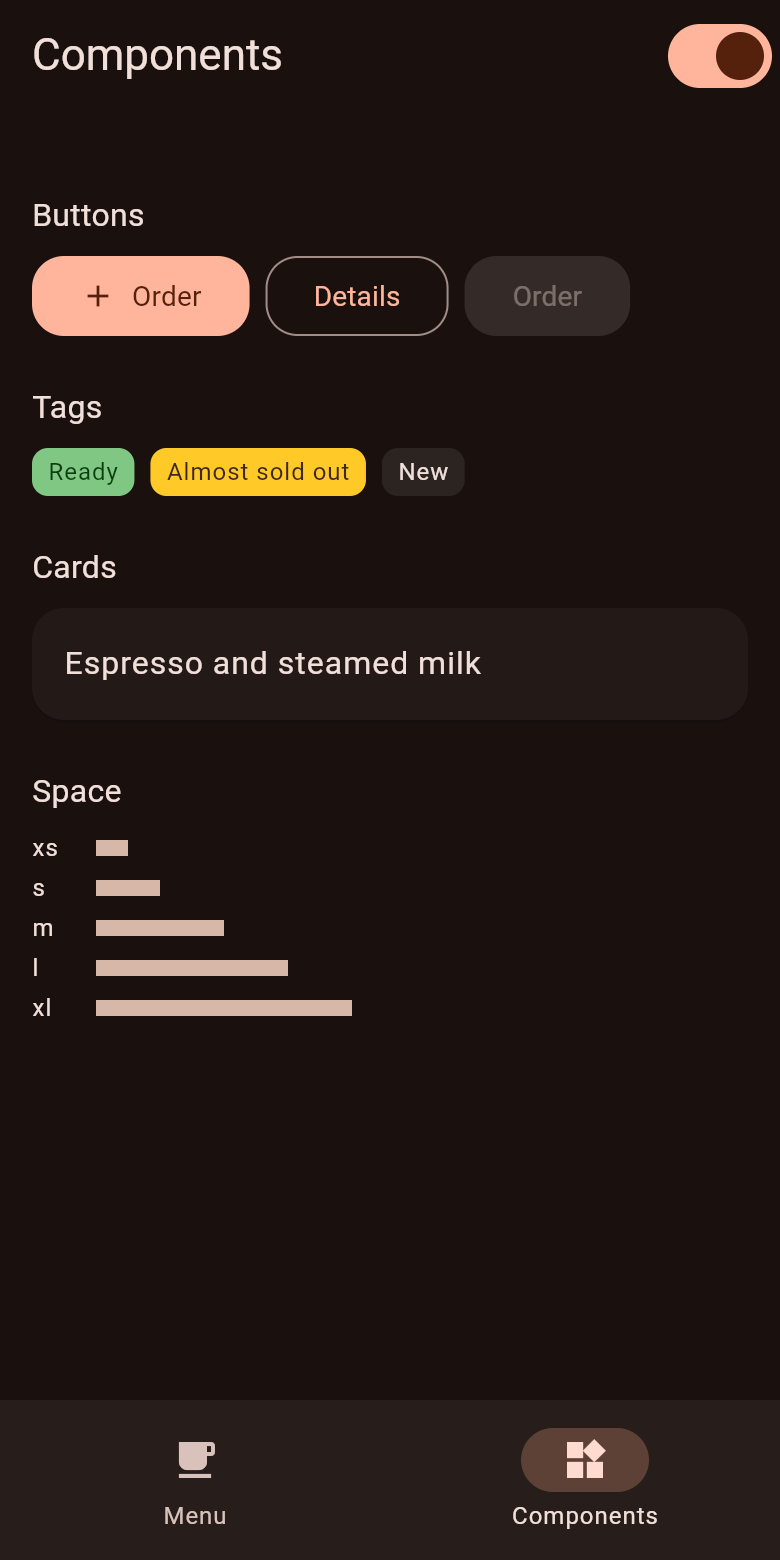 Components
Buttons
Order
Details
Order
Tags
Ready
Almost sold out
New
Cards
Espresso and steamed milk
Space
xs
s
m
l
xl
Menu
Components